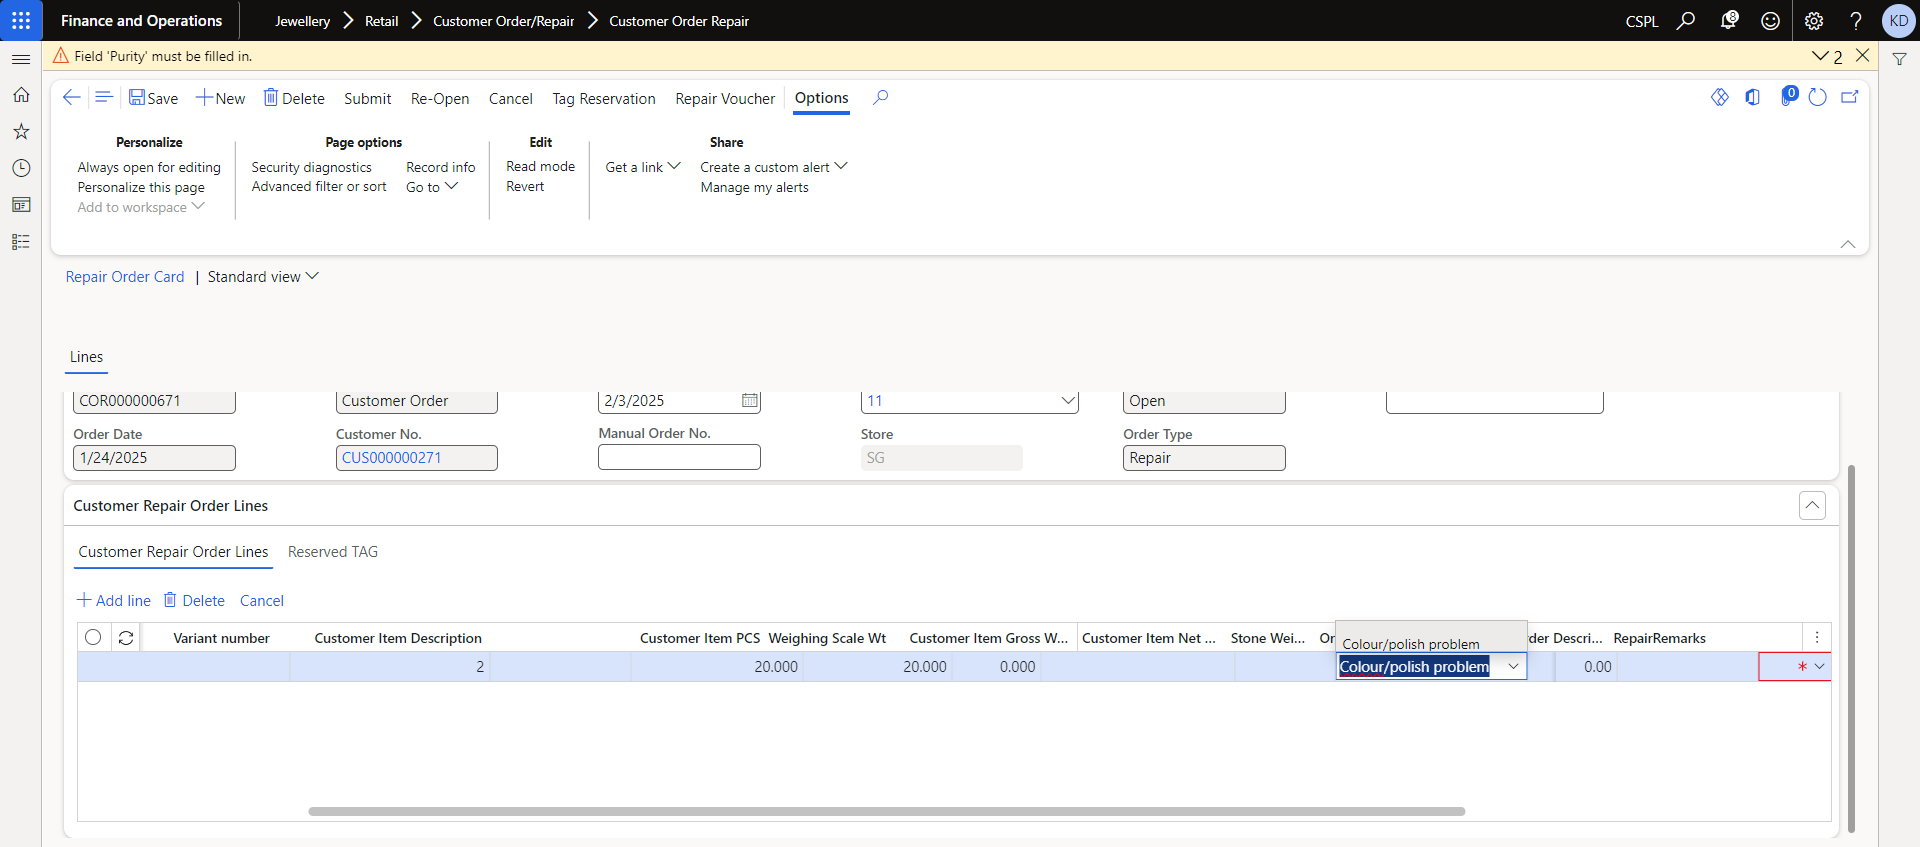 Finance and Operations
Jewellery
Retail
Customer Order/Repair
Customer Order Repair
CSPL
8
KD
Field 'Purity' must be filled in.
2
Save
New
Delete
Submit
Re-Open
Cancel
Tag Reservation
Repair Voucher
Options
0
Personalize
Always open for editing
Personalize this page
Add to workspace
Page options
Security diagnostics
Advanced filter or sort
Record info
Go to
Edit
Read mode
Revert
Share
Get a link
Create a custom alert
Manage my alerts
Repair Order Card | Standard view
Lines
COR000000671
Customer Order
2/3/2025
11
Open
Order Date
Customer No.
Manual Order No.
Store
Order Type
1/24/2025
CUS000000271
SG
Repair
Customer Repair Order Lines
Customer Repair Order Lines
Reserved TAG
Add line
Delete
Cancel
Variant number
Customer Item Description
Customer Item PCS
Weighing Scale Wt
Customer Item Gross W...
Customer Item Net ...
Stone Wei...
Or
der Descri...
RepairRemarks
Colour/polish problem
2
20.000
20.000
0.000
Colour/polish problem
0.00
*